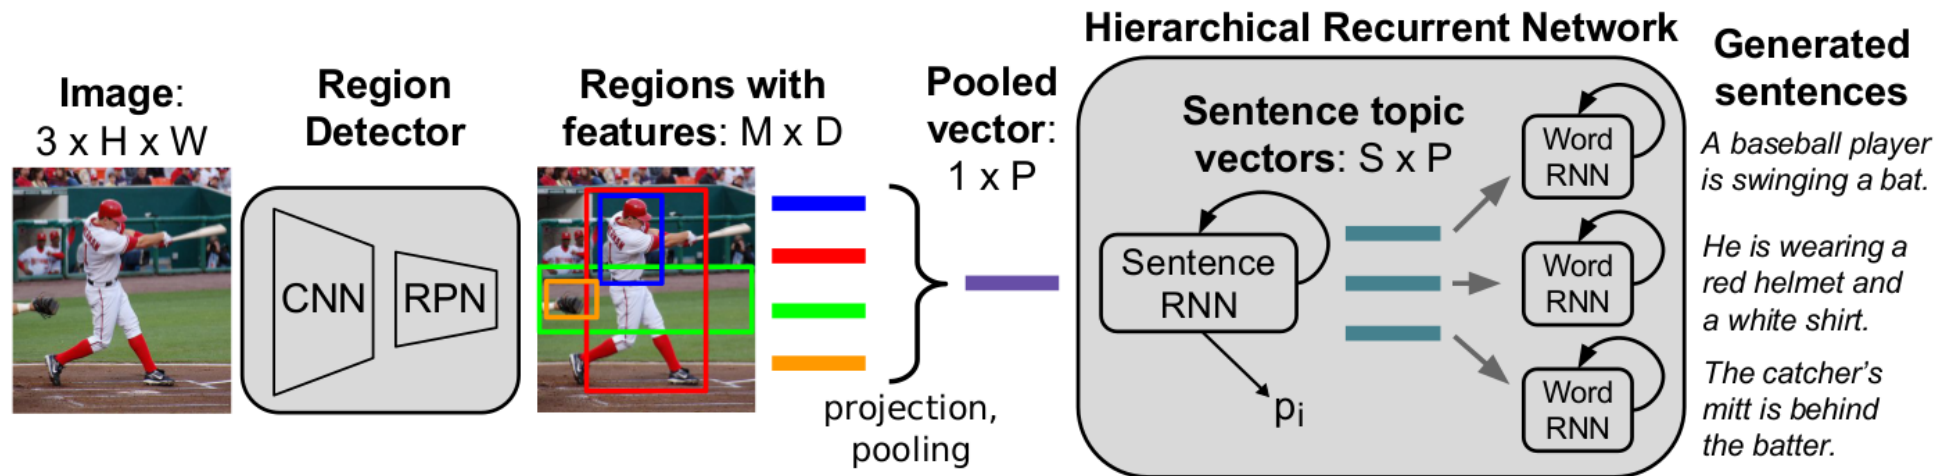 Image:
3 x H x W
Region
Detector
CNN
RPN
Regions with
features: M x D
projection,
pooling
Pooled
vector:
1 x P
Hierarchical Recurrent Network
Sentence topic
vectors: S x P
Sentence
RNN
pi
Word
RNN
Word
RNN
Word
RNN
Generated
sentences
A baseball player
is swinging a bat.
He is wearing a
red helmet and
a white shirt.
The catcher's
mitt is behind
the batter.